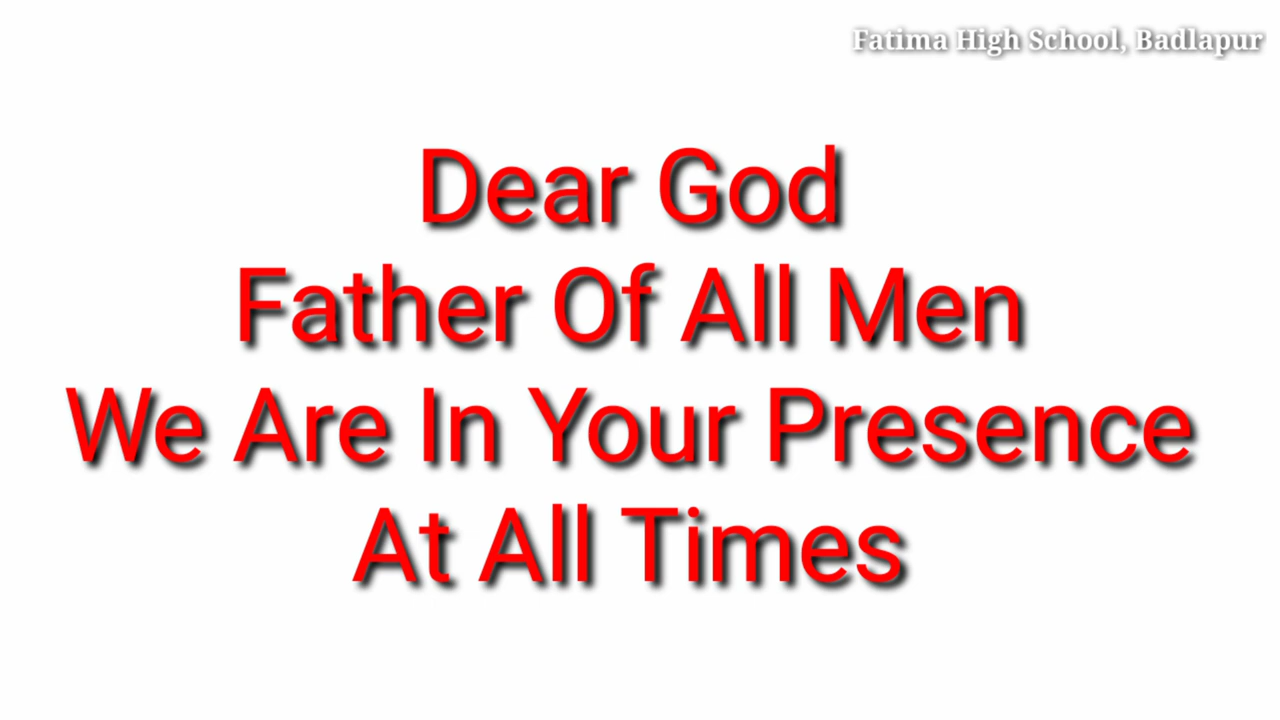 Fatima High School, Badlapur
Dear God
Father Of All Men
We Are In Your Presence
At All Times